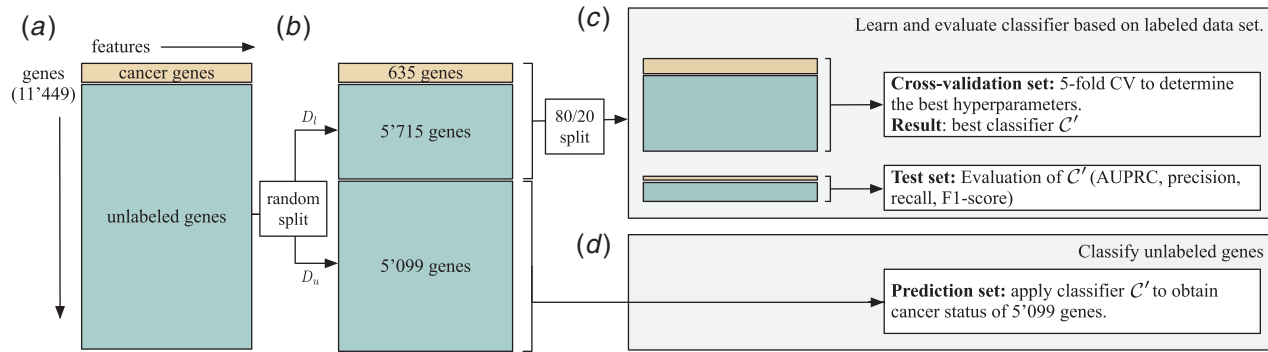 (a)
features
genes
(11'449)
cancer genes
unlabeled genes
random
split
D_l
D_u
(b)
635 genes
5'715 genes
5'099 genes
80/20
split
(c)
Learn and evaluate classifier based on labeled data set.
Cross-validation set: 5-fold CV to determine
the best hyperparameters.
Result: best classifier C′
Test set: Evaluation of C′ (AUPRC, precision,
recall, F1-score)
(d)
Classify unlabeled genes
Prediction set: apply classifier C′ to obtain
cancer status of 5'099 genes.